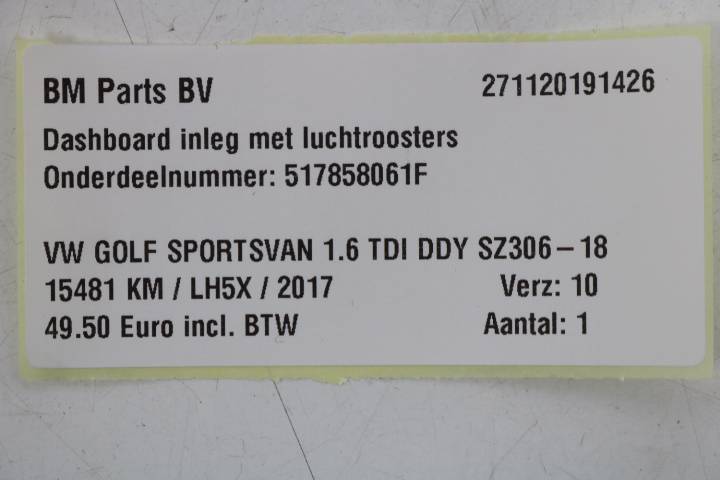 BM Parts BV 271120191426
Dashboard inleg met luchtroosters
Onderdeelnummer: 517858061F
VW GOLF SPORTSVAN 1.6 TDI DDY SZ306-18
15481 KM / LH5X / 2017 Verz: 10
49.50 Euro incl. BTW Aantal: 1